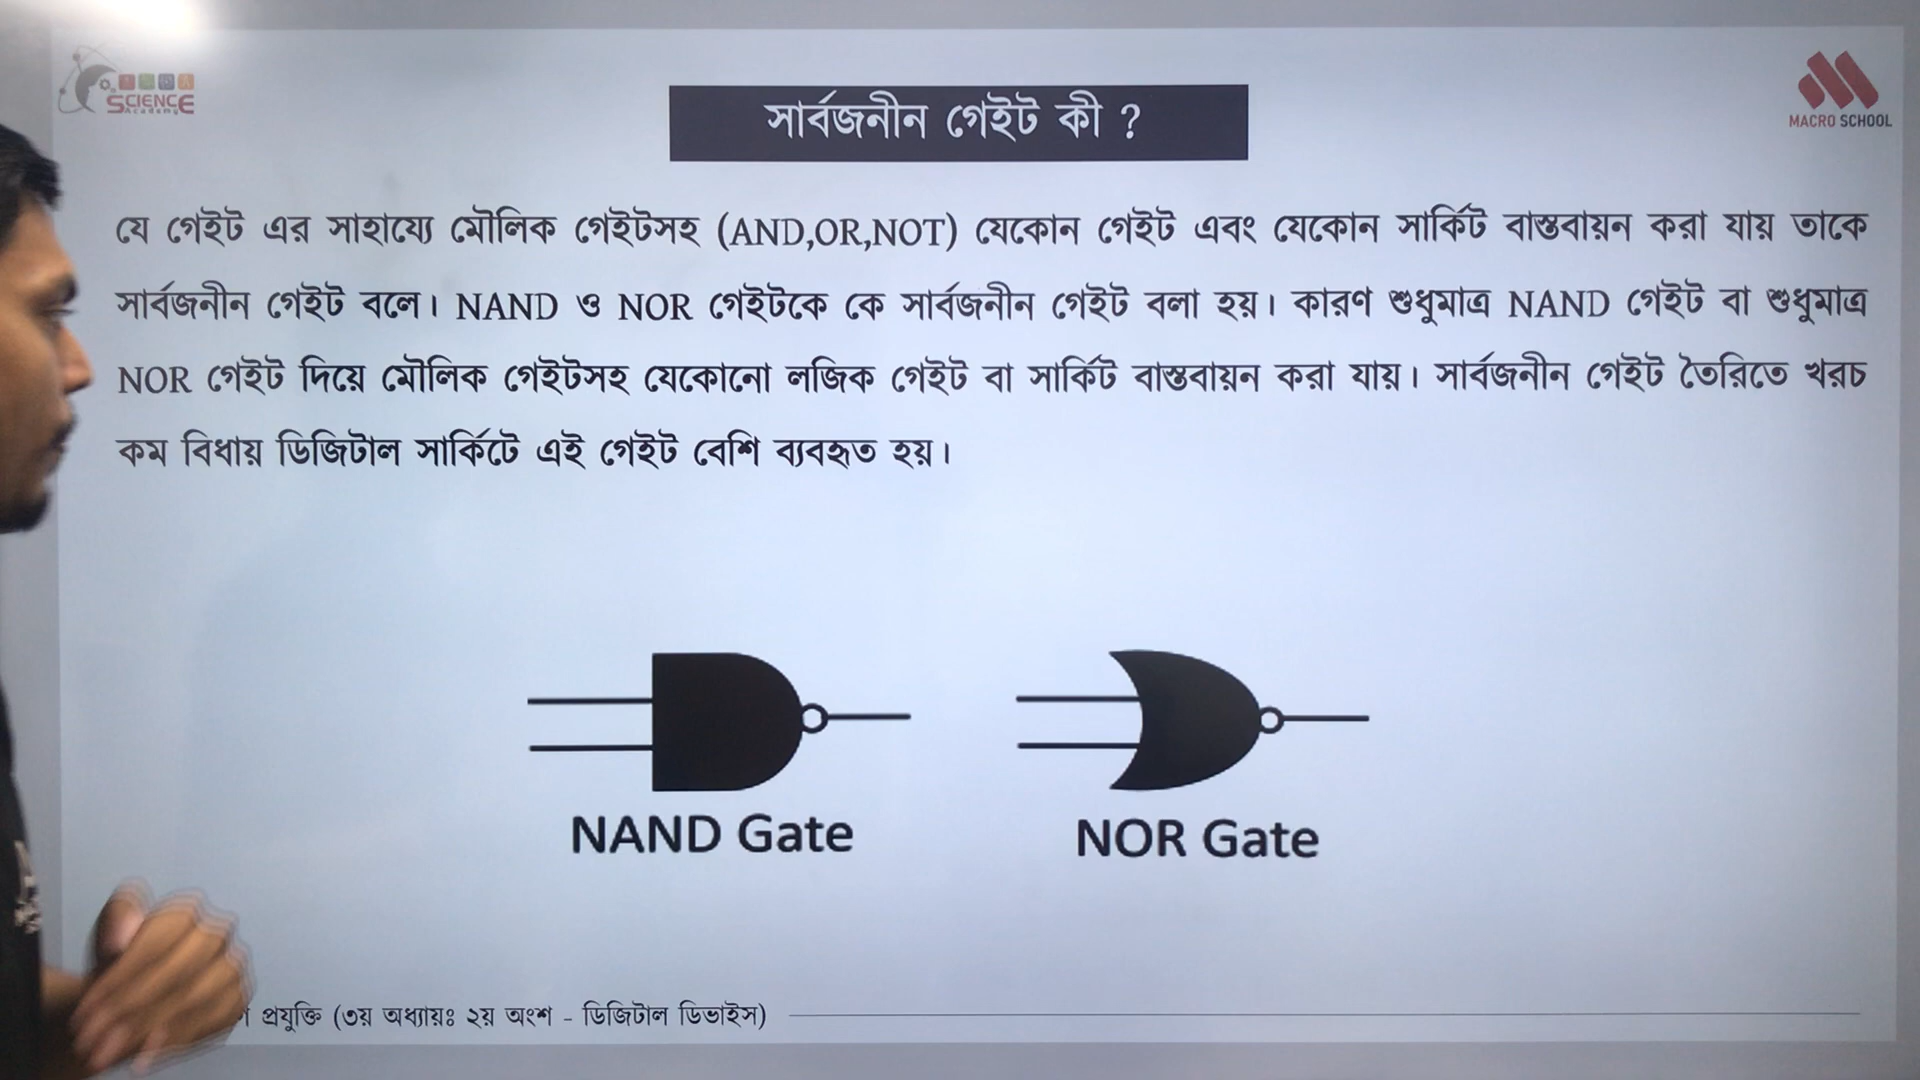 SCIENCE
Academy
MACRO SCHOOL
সার্বজনীন গেইট কী ?
যে গেইট এর সাহায্যে মৌলিক গেইটসহ (AND,OR,NOT) যেকোন গেইট এবং যেকোন সার্কিট বাস্তবায়ন করা যায় তাকে
সার্বজনীন গেইট বলে। NAND ও NOR গেইটকে কে সার্বজনীন গেইট বলা হয়। কারণ শুধুমাত্র NAND গেইট বা শুধুমাত্র
NOR গেইট দিয়ে মৌলিক গেইটসহ যেকোনো লজিক গেইট বা সার্কিট বাস্তবায়ন করা যায়। সার্বজনীন গেইট তৈরিতে খরচ
কম বিধায় ডিজিটাল সার্কিটে এই গেইট বেশি ব্যবহৃত হয়।
NAND Gate
NOR Gate
প্রযুক্তি (৩য় অধ্যায়ঃ ২য় অংশ - ডিজিটাল ডিভাইস)